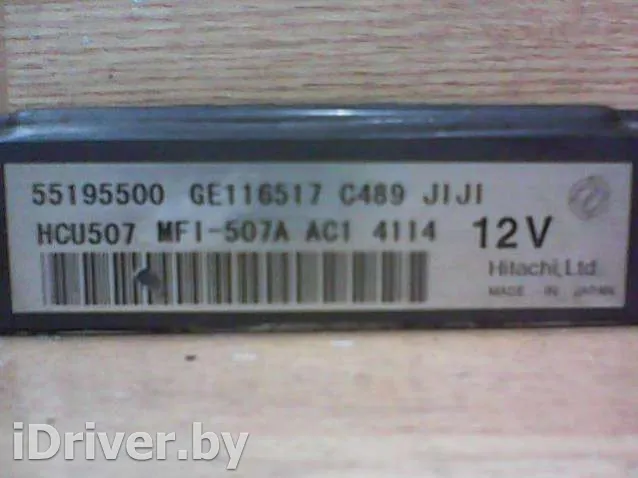 55195500 GE116517 C489 JIJI
HCU507 MFI-507A AC1 4114 12V
Hitachi,Ltd.
MADE IN JAPAN
iDriver.by